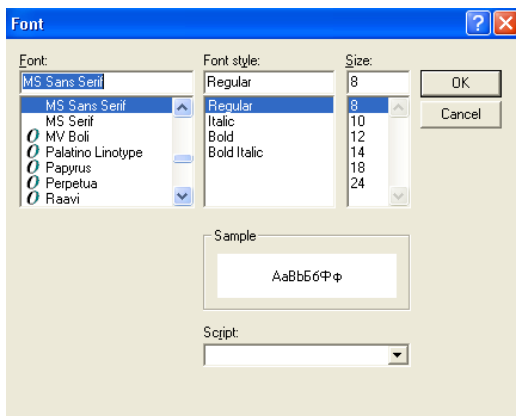 Font
Font: Font style: Size:
MS Sans Serif Regular 8 OK
MS Sans Serif Regular 8 Cancel
MS Serif Italic 10
MV Boli Bold 12
Palatino Linotype Bold Italic 14
Papyrus 18
Perpetua 24
Raavi
Sample
AaBbБбФф
Script: